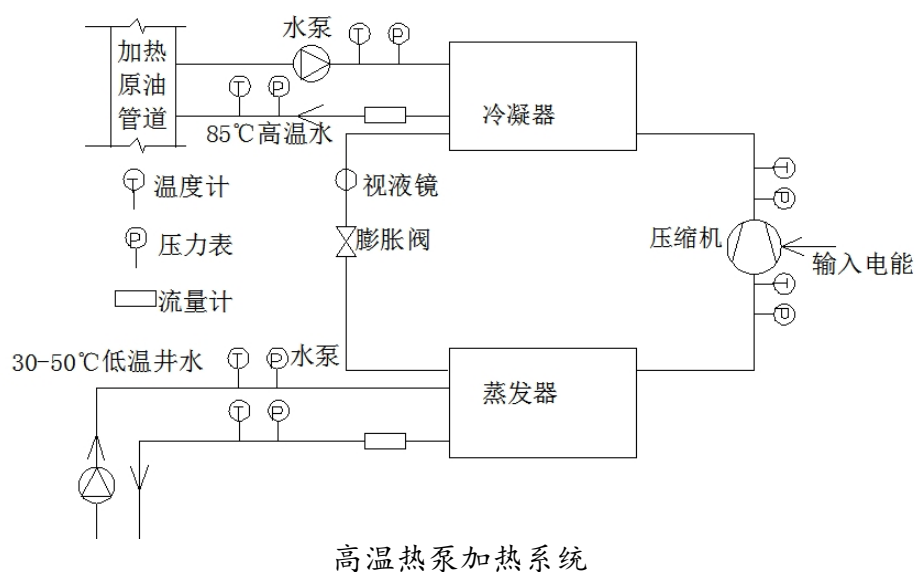 水泵
T
P
加热
原油
管道
T
P
85℃高温水
冷凝器
T
温度计
视液镜
T
P
P
压力表
膨胀阀
压缩机
输入电能
流量计
T
P
30-50℃低温井水
T
P
水泵
T
P
蒸发器
高温热泵加热系统